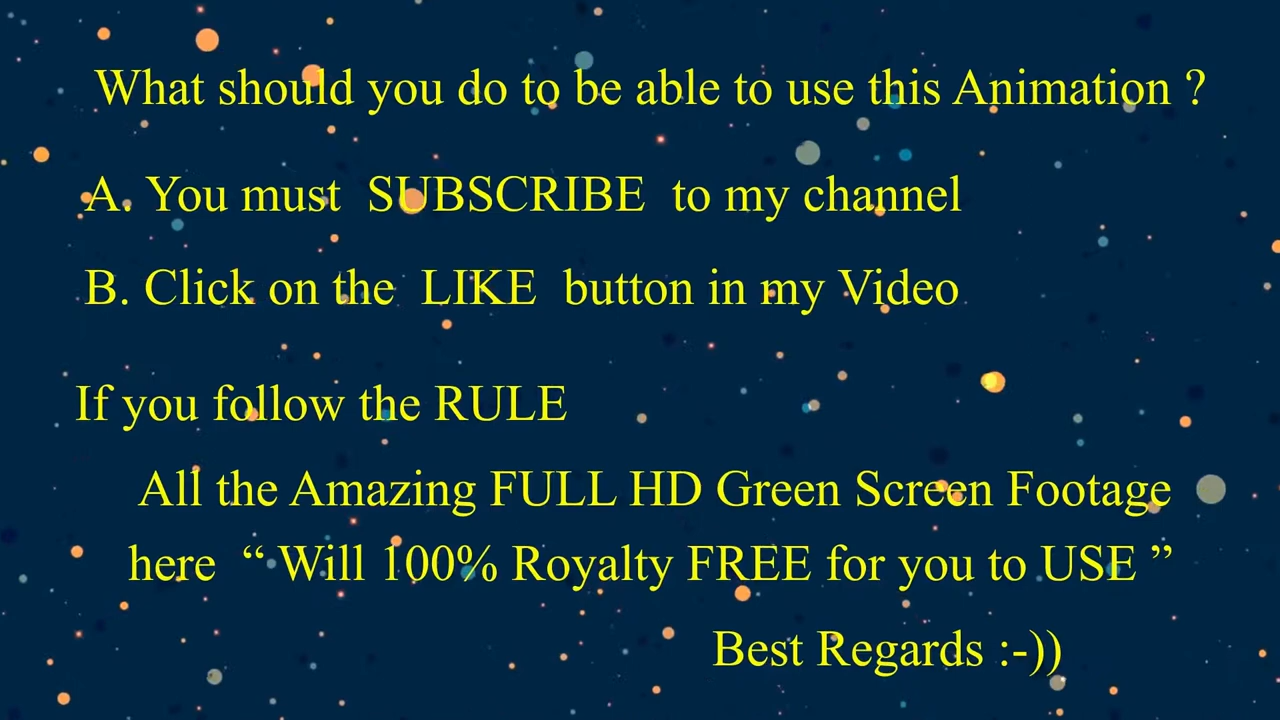 What should you do to be able to use this Animation ?
A. You must SUBSCRIBE to my channel
B. Click on the LIKE button in my Video
If you follow the RULE
All the Amazing FULL HD Green Screen Footage
here “ Will 100% Royalty FREE for you to USE ”
Best Regards :-))